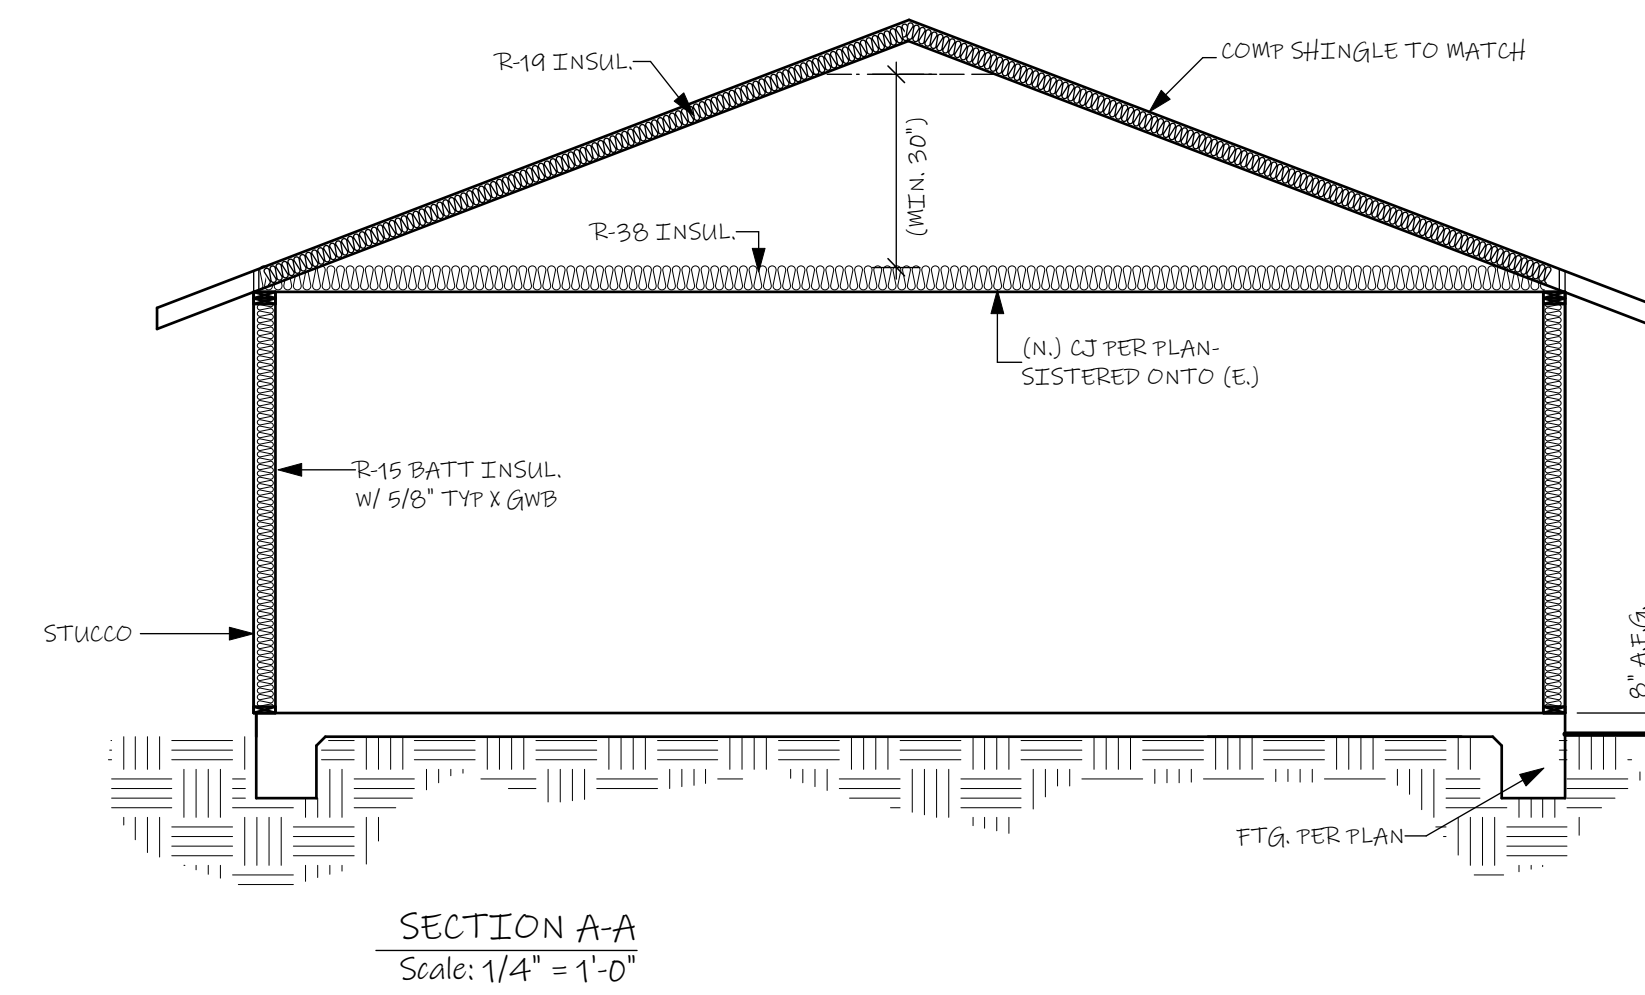 R-19 INSUL.
COMP SHINGLE TO MATCH
(MIN. 30")
R-38 INSUL.
(N.) CJ PER PLAN-
SISTERED ONTO (E.)
R-15 BATT INSUL.
W/ 5/8" TYP X GWB
STUCCO
8" A.F.G.
FTG. PER PLAN
SECTION A-A
Scale: 1/4" = 1'-0"